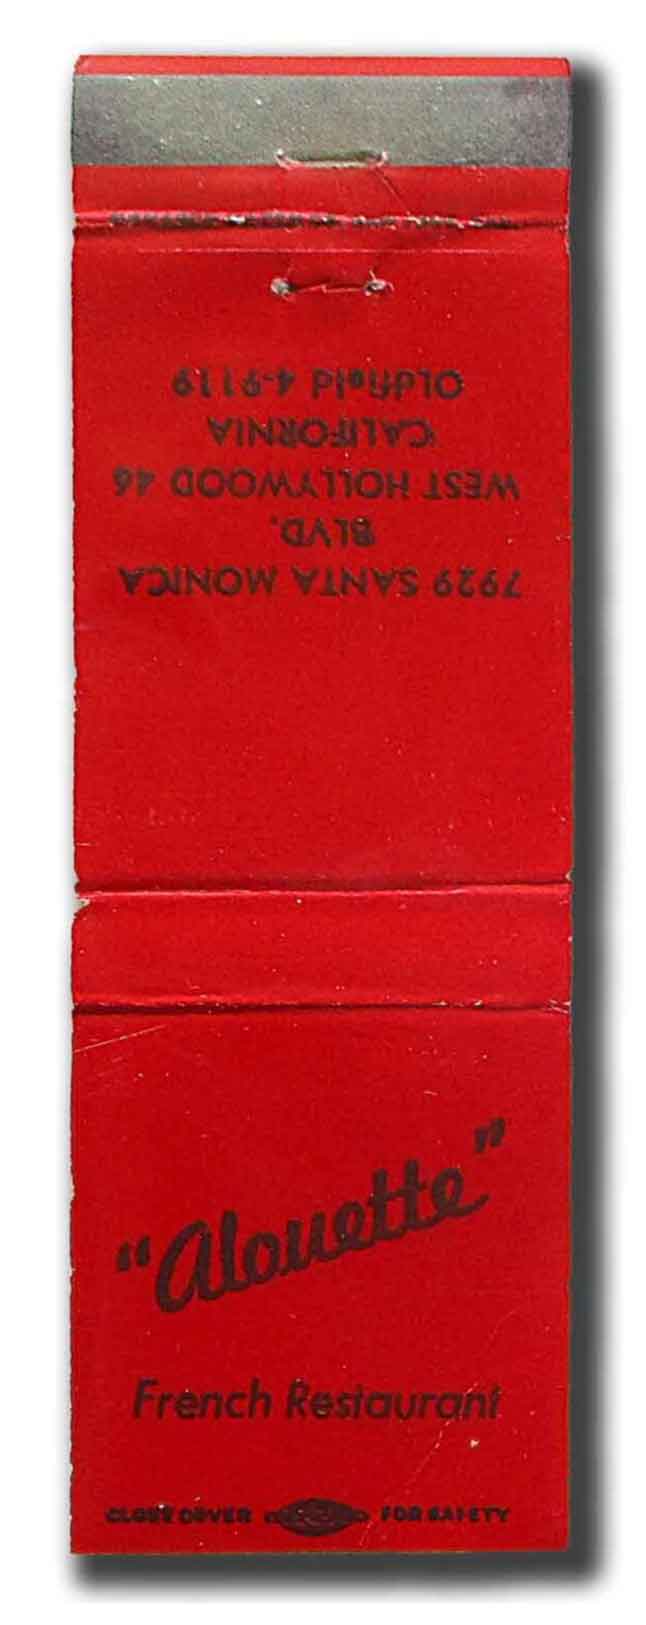 7929 SANTA MONICA
BLVD.
WEST HOLLYWOOD 46
CALIFORNIA
OLdfield 4-9119
"Alouette"
French Restaurant
CLOSE COVER FOR SAFETY